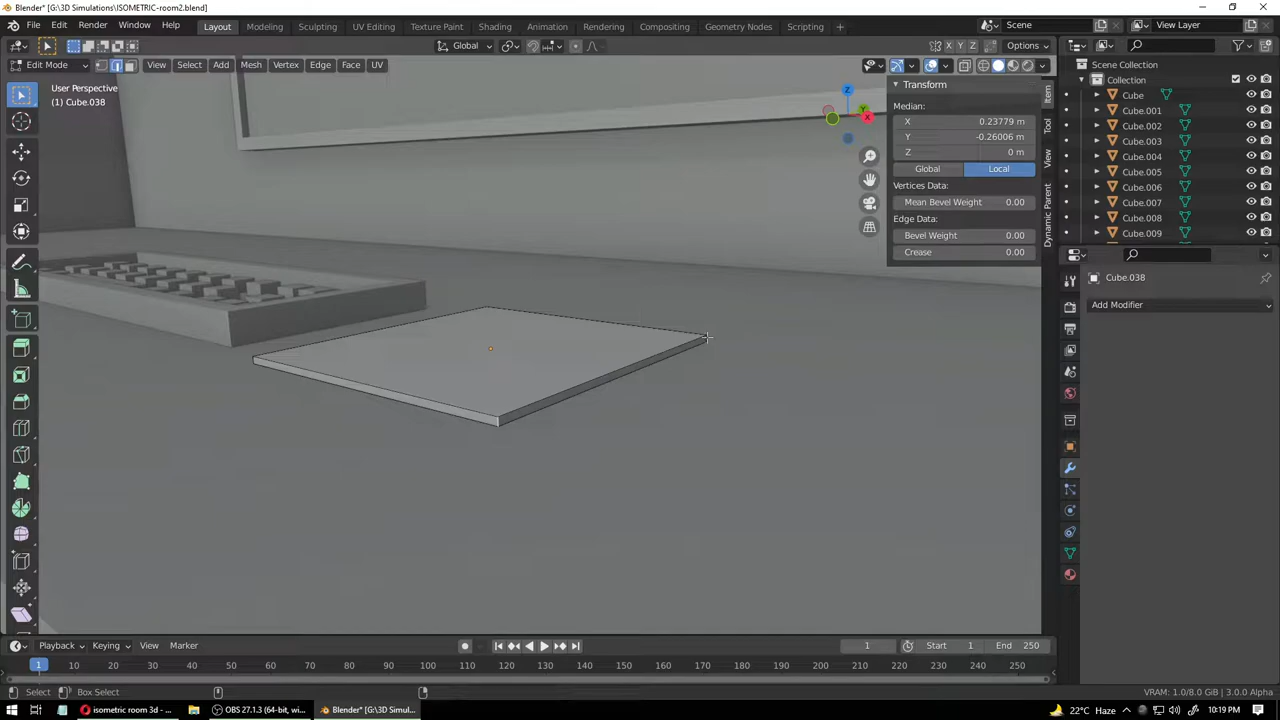 Blender* [G:\3D Simulations\ISOMETRIC-room2.blend]
File Edit Render Window Help Layout Modeling Sculpting UV Editing Texture Paint Shading Animation Rendering Compositing Geometry Nodes Scripting + Scene View Layer
Global X Y Z Options
Edit Mode View Select Add Mesh Vertex Edge Face UV
User Perspective
(1) Cube.038
Z
X
Transform
Median:
X 0.23779 m
Y -0.26006 m
Z 0 m
Global Local
Vertices Data:
Mean Bevel Weight 0.00
Edge Data:
Bevel Weight 0.00
Crease 0.00
Item
Tool
View
Dynamic Parent
Scene Collection
Collection
Cube
Cube.001
Cube.002
Cube.003
Cube.004
Cube.005
Cube.006
Cube.007
Cube.008
Cube.009
Cube.038
Add Modifier
Playback Keying View Marker 1 Start 1 End 250
1 10 20 30 40 50 60 70 80 90 100 110 120 130 140 150 160 170 180 190 200 210 220 230 240 250
Select Box Select VRAM: 1.0/8.0 GiB | 3.0.0 Alpha
isometric room 3d - ... OBS 27.1.3 (64-bit, wi... Blender* [G:\3D Simul... 22°C Haze 10:19 PM